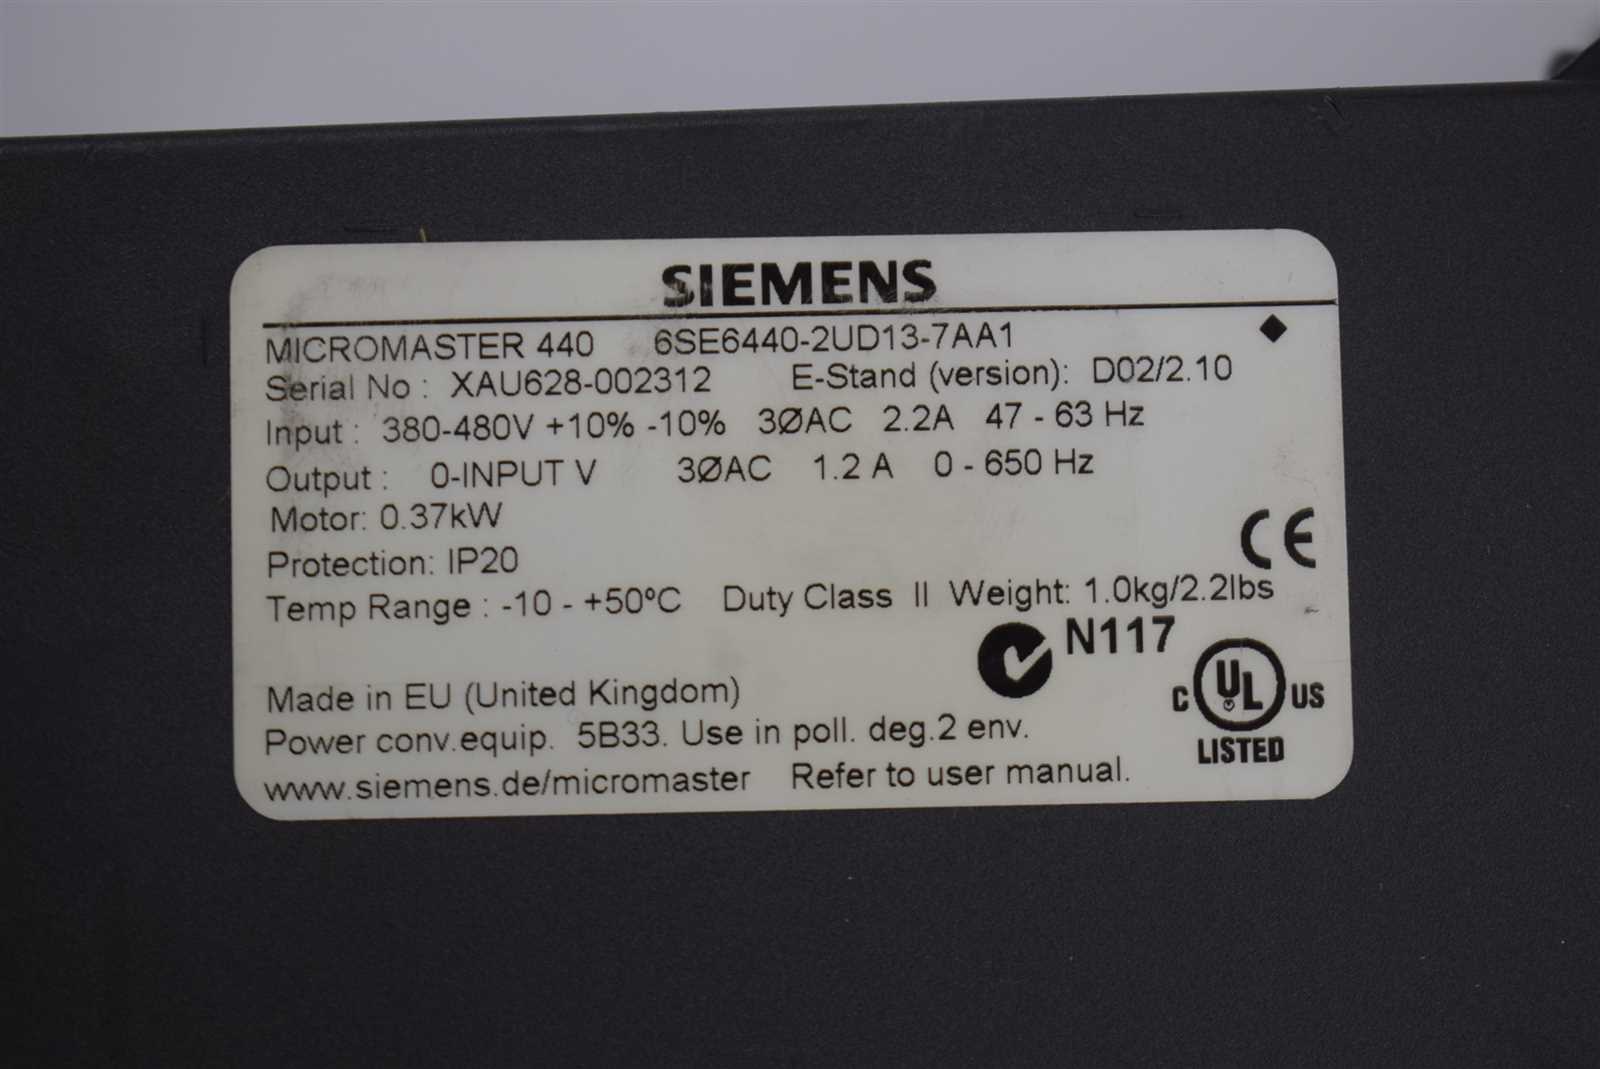 SIEMENS
MICROMASTER 440 6SE6440-2UD13-7AA1
Serial No : XAU628-002312 E-Stand (version): D02/2.10
Input : 380-480V +10% -10% 3ØAC 2.2A 47 - 63 Hz
Output : 0-INPUT V 3ØAC 1.2 A 0 - 650 Hz
Motor: 0.37kW
Protection: IP20
CE
Temp Range : -10 - +50ºC Duty Class II Weight: 1.0kg/2.2lbs
N117
Made in EU (United Kingdom)
C UL US
LISTED
Power conv.equip. 5B33. Use in poll. deg.2 env.
www.siemens.de/micromaster Refer to user manual.